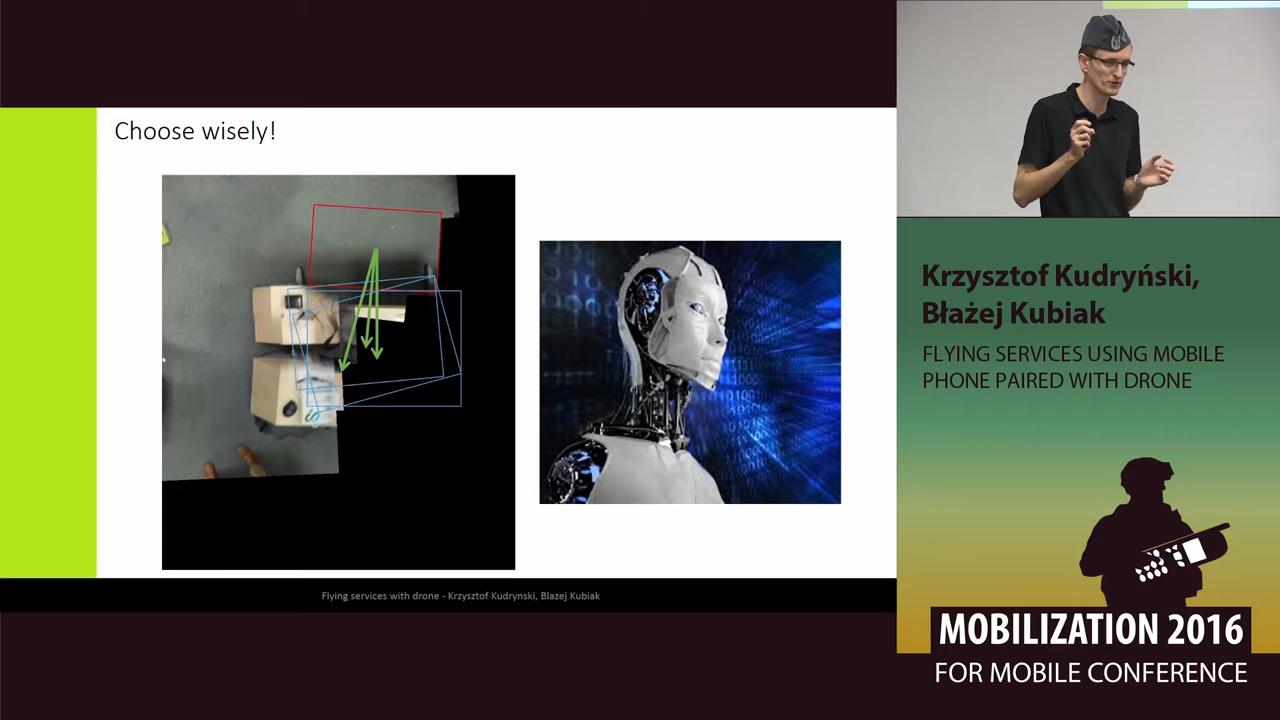 Choose wisely!
Flying services with drone - Krzysztof Kudrynski, Blazej Kubiak
Krzysztof Kudryński,
Błażej Kubiak
FLYING SERVICES USING MOBILE
PHONE PAIRED WITH DRONE
MOBILIZATION 2016
FOR MOBILE CONFERENCE